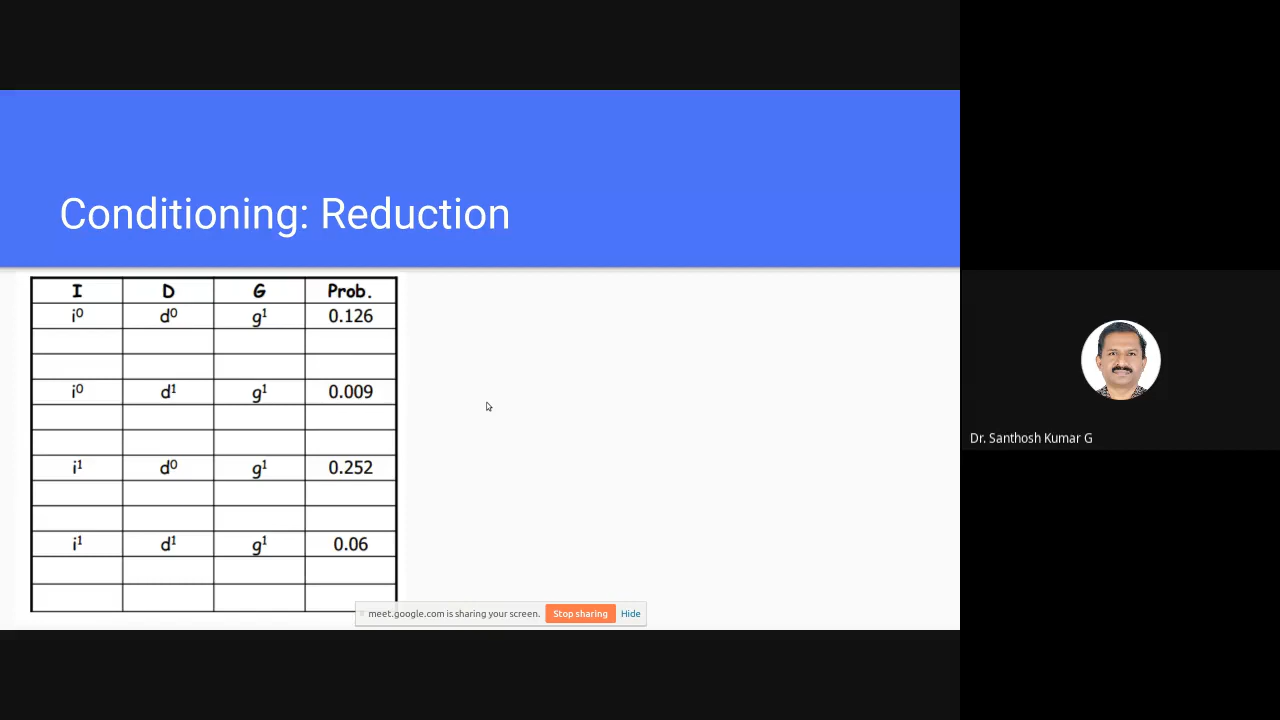 Conditioning: Reduction
I D G Prob.
i⁰ d⁰ g¹ 0.126
i⁰ d¹ g¹ 0.009
i¹ d⁰ g¹ 0.252
i¹ d¹ g¹ 0.06
meet.google.com is sharing your screen. Stop sharing Hide
Dr. Santhosh Kumar G